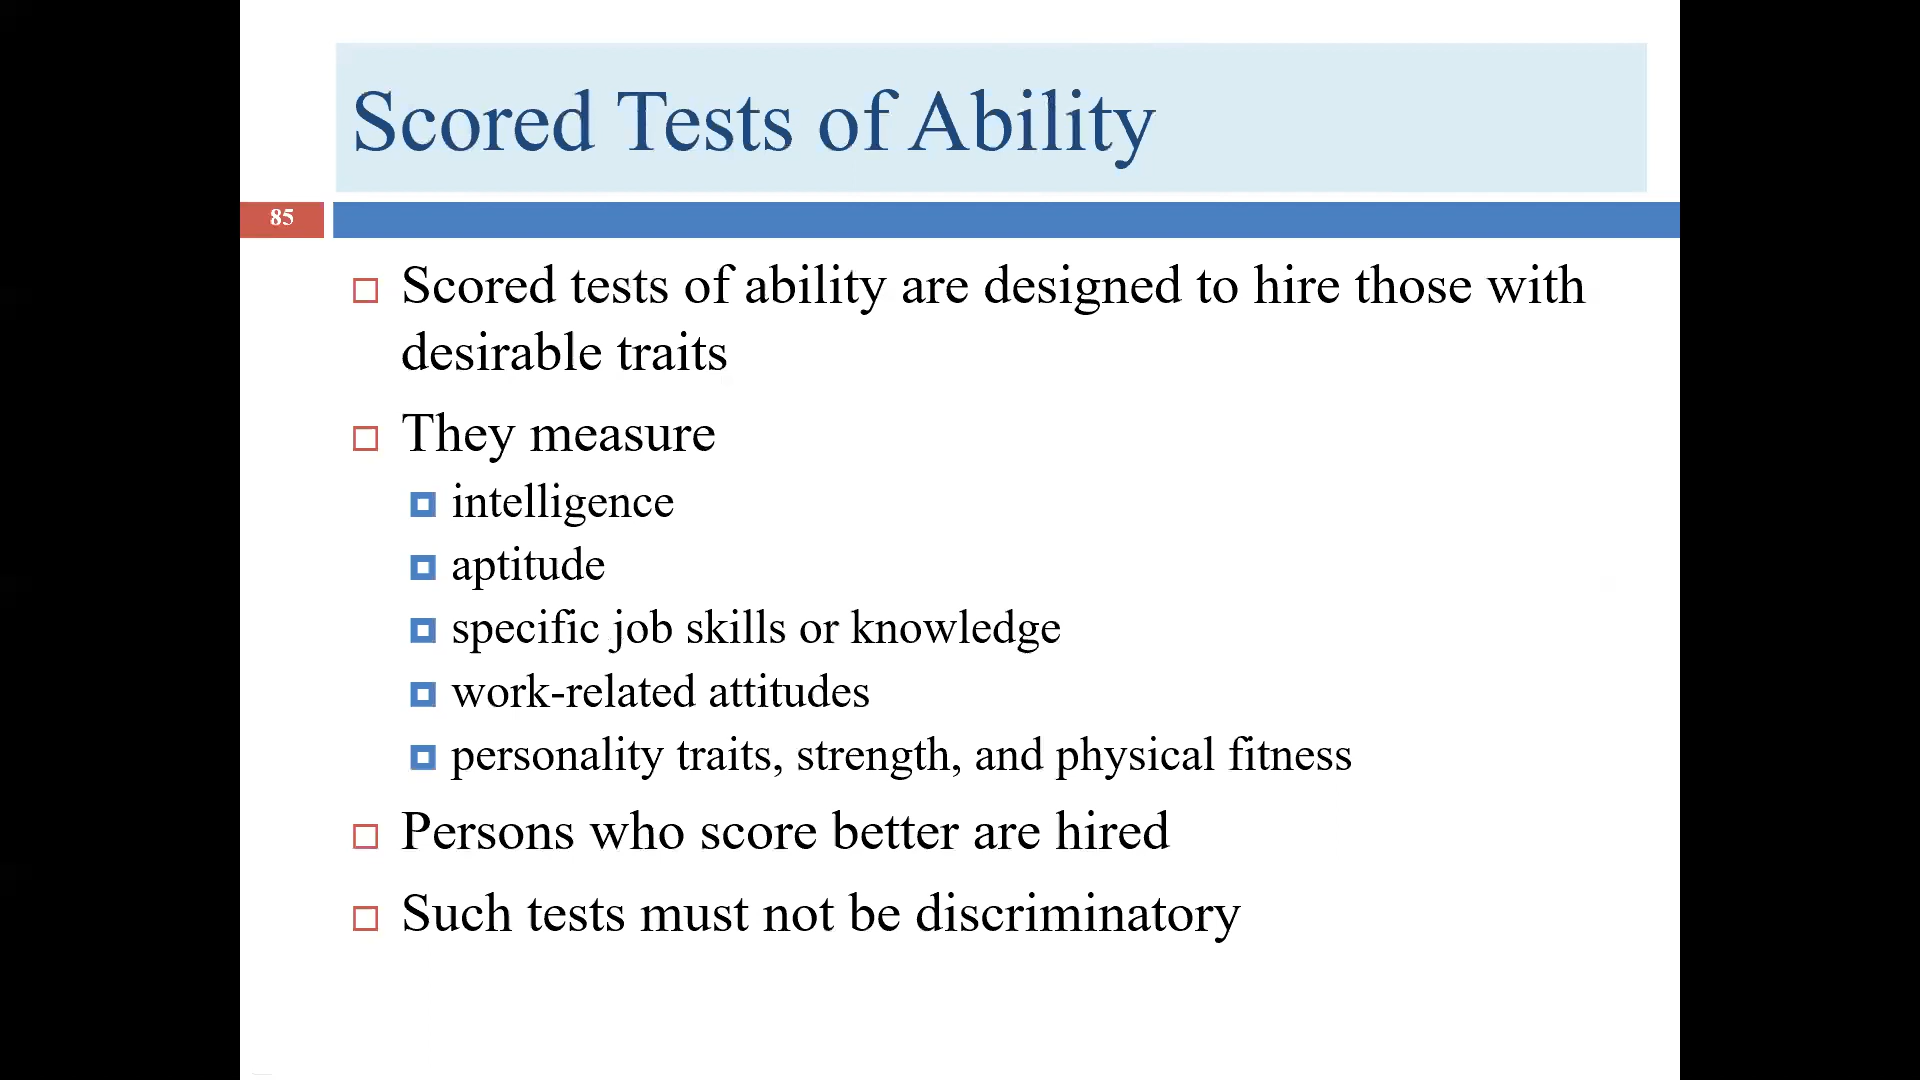 Scored Tests of Ability
85
Scored tests of ability are designed to hire those with
desirable traits
They measure
intelligence
aptitude
specific job skills or knowledge
work-related attitudes
personality traits, strength, and physical fitness
Persons who score better are hired
Such tests must not be discriminatory